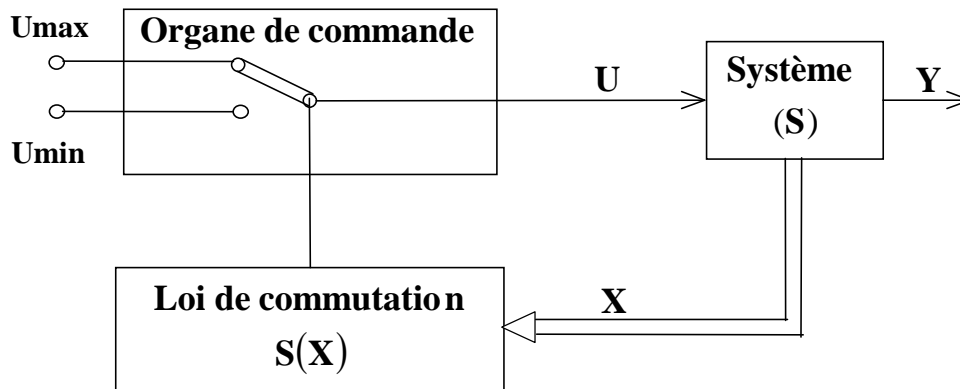 Umax
Organe de commande
Umin
U
Système
(S)
Y
X
Loi de commutation
S(X)